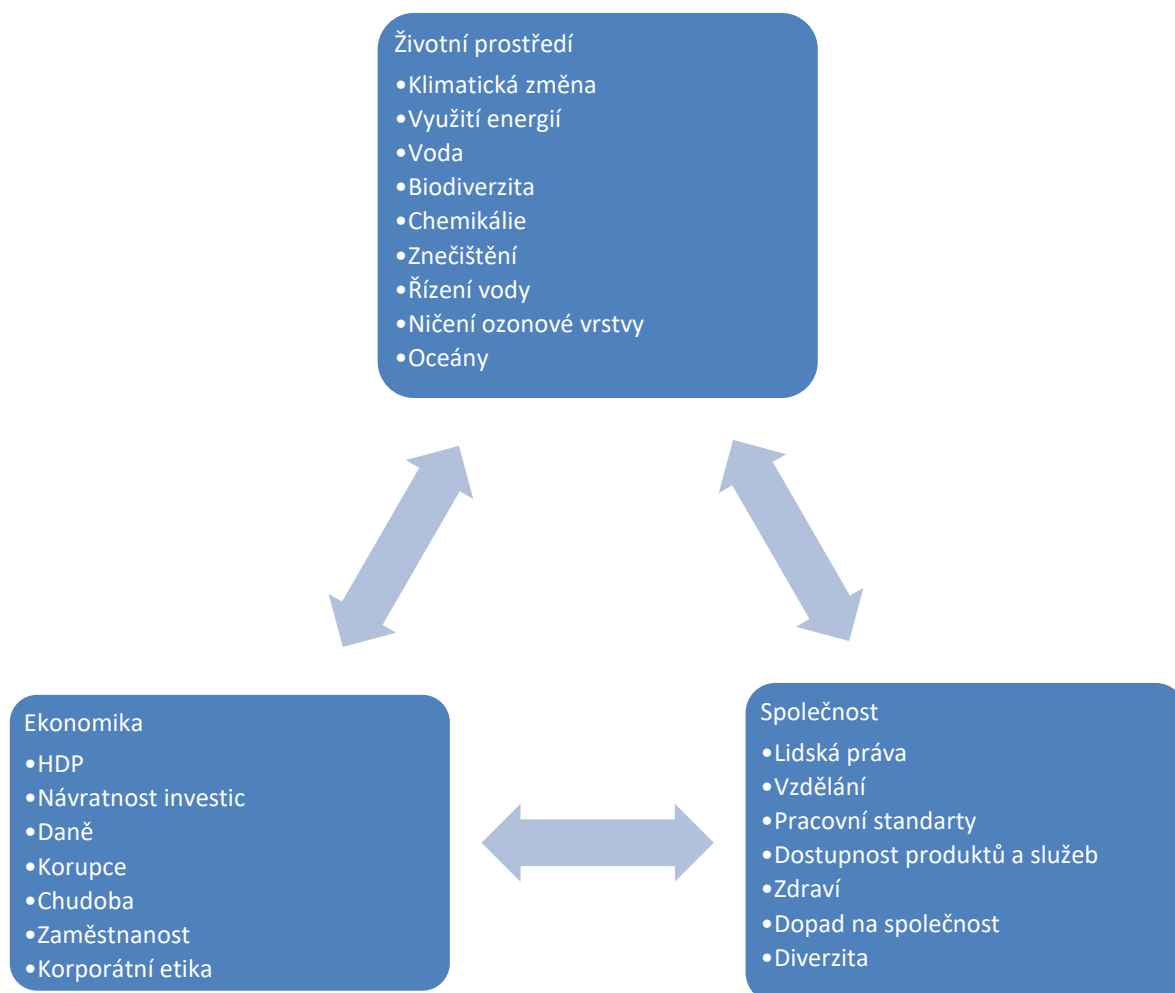 Životní prostředí
•Klimatická změna
•Využití energií
•Voda
•Biodiverzita
•Chemikálie
•Znečištění
•Řízení vody
•Ničení ozonové vrstvy
•Oceány
Ekonomika
•HDP
•Návratnost investic
•Daně
•Korupce
•Chudoba
•Zaměstnanost
•Korporátní etika
Společnost
•Lidská práva
•Vzdělání
•Pracovní standarty
•Dostupnost produktů a služeb
•Zdraví
•Dopad na společnost
•Diverzita